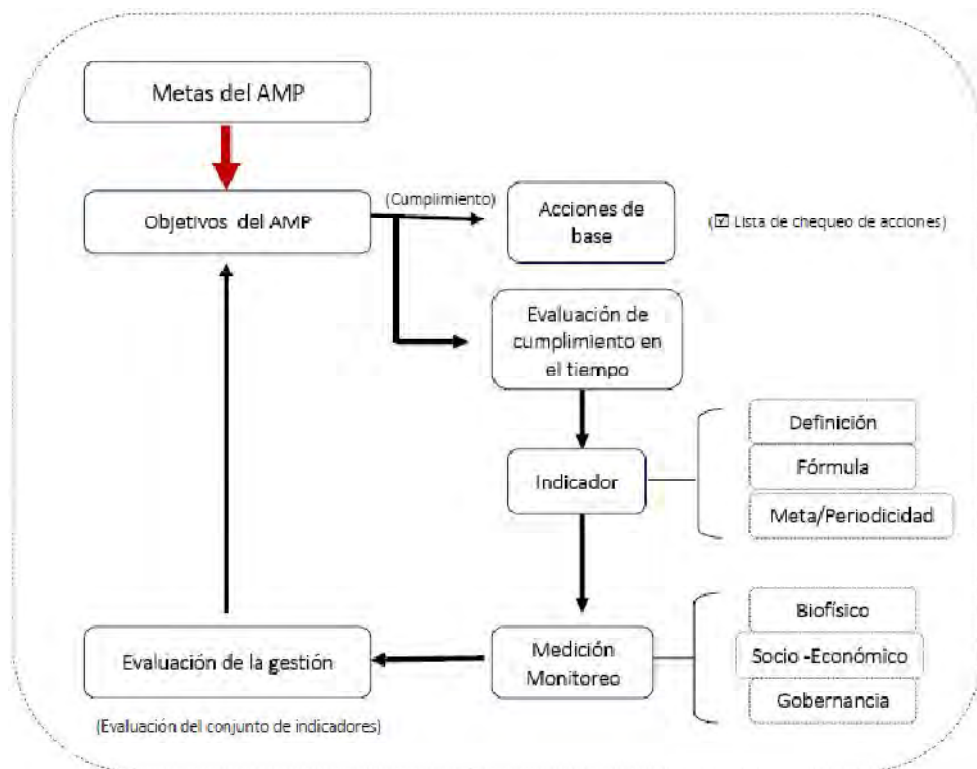 Metas del AMP
Objetivos del AMP
(Cumplimiento)
Acciones de
base
(☑ Lista de chequeo de acciones)
Evaluación de
cumplimiento en
el tiempo
Indicador
Definición
Fórmula
Meta/Periodicidad
Medición
Monitoreo
Biofísico
Socio -Económico
Gobernancia
Evaluación de la gestión
(Evaluación del conjunto de indicadores)